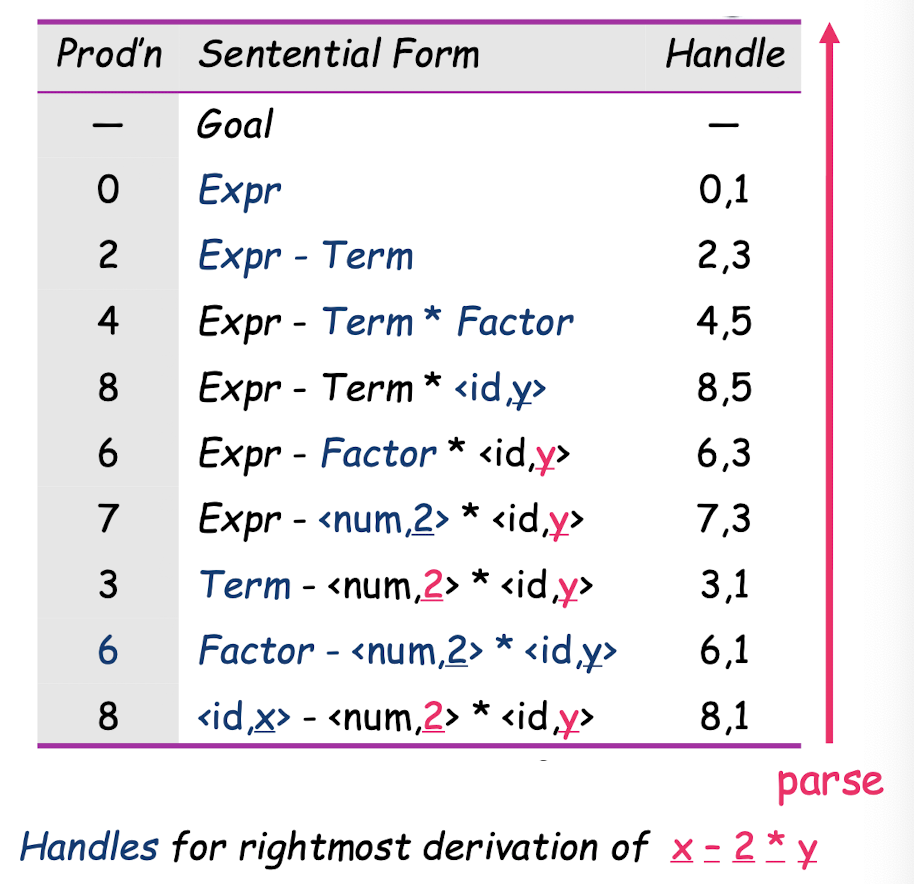 Prod'n Sentential Form Handle
— Goal —
0 Expr 0,1
2 Expr - Term 2,3
4 Expr - Term * Factor 4,5
8 Expr - Term * <id,y> 8,5
6 Expr - Factor * <id,y> 6,3
7 Expr - <num,2> * <id,y> 7,3
3 Term - <num,2> * <id,y> 3,1
6 Factor - <num,2> * <id,y> 6,1
8 <id,x> - <num,2> * <id,y> 8,1
parse
Handles for rightmost derivation of x - 2 * y